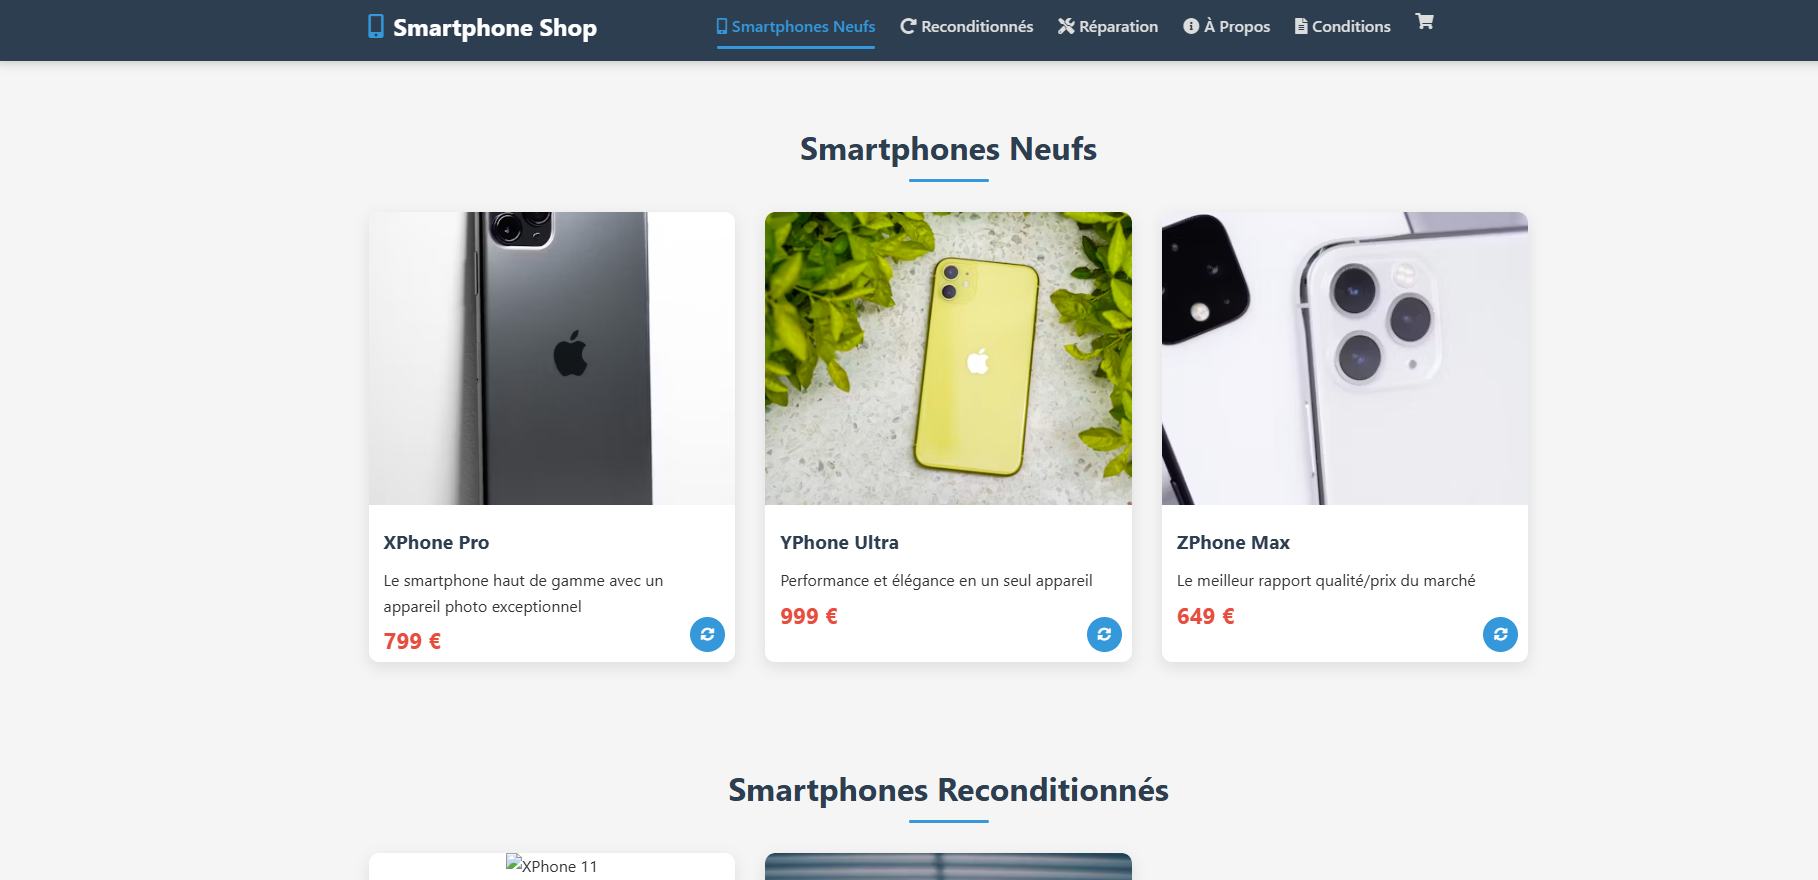 Smartphone Shop
Smartphones Neufs
Reconditionnés
Réparation
À Propos
Conditions
Smartphones Neufs
XPhone Pro
Le smartphone haut de gamme avec un
appareil photo exceptionnel
799 €
YPhone Ultra
Performance et élégance en un seul appareil
999 €
ZPhone Max
Le meilleur rapport qualité/prix du marché
649 €
Smartphones Reconditionnés
XPhone 11